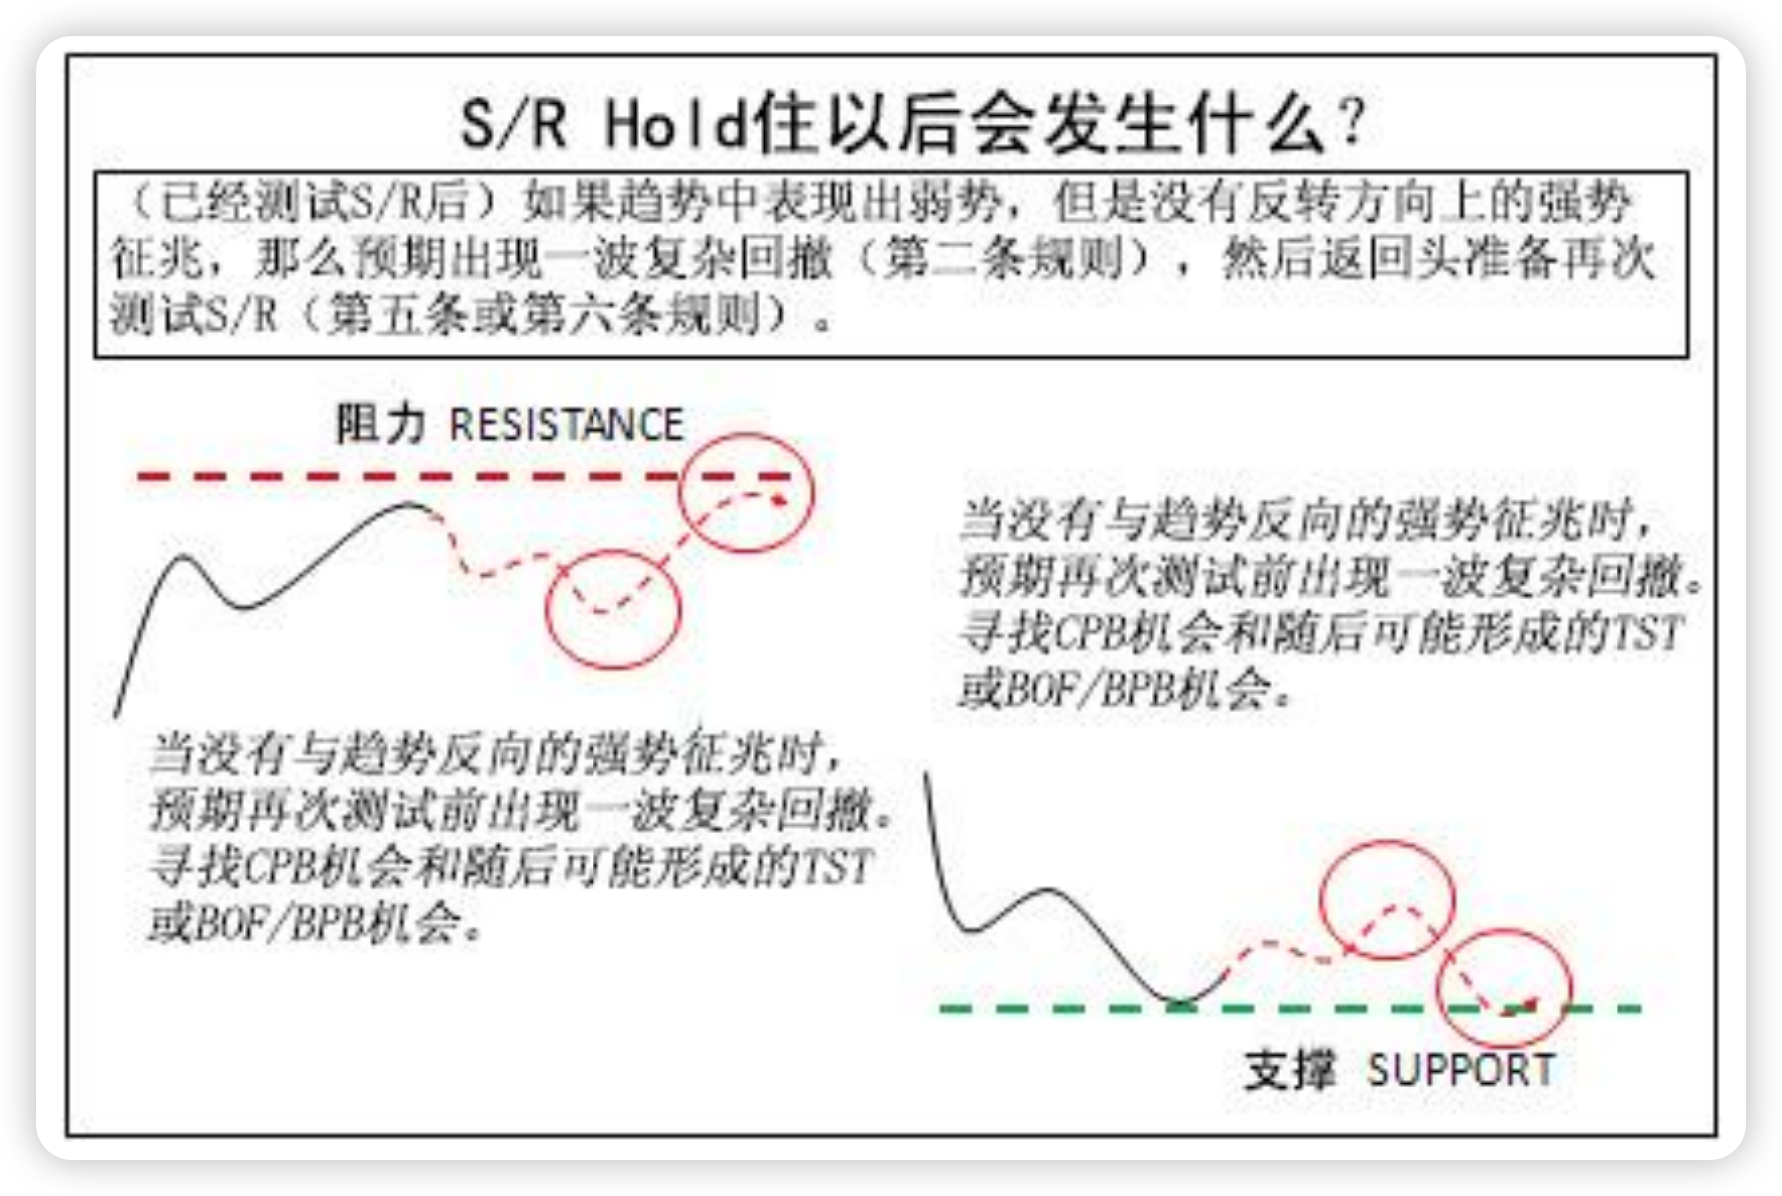 S/R Hold住以后会发生什么？
（已经测试S/R后）如果趋势中表现出弱势，但是没有反转方向上的强势
征兆，那么预期出现一波复杂回撤（第二条规则），然后返回头准备再次
测试S/R（第五条或第六条规则）。
阻力 RESISTANCE
当没有与趋势反向的强势征兆时，
预期再次测试前出现一波复杂回撤。
寻找CPB机会和随后可能形成的TST
或BOF/BPB机会。
当没有与趋势反向的强势征兆时，
预期再次测试前出现一波复杂回撤。
寻找CPB机会和随后可能形成的TST
或BOF/BPB机会。
支撑 SUPPORT